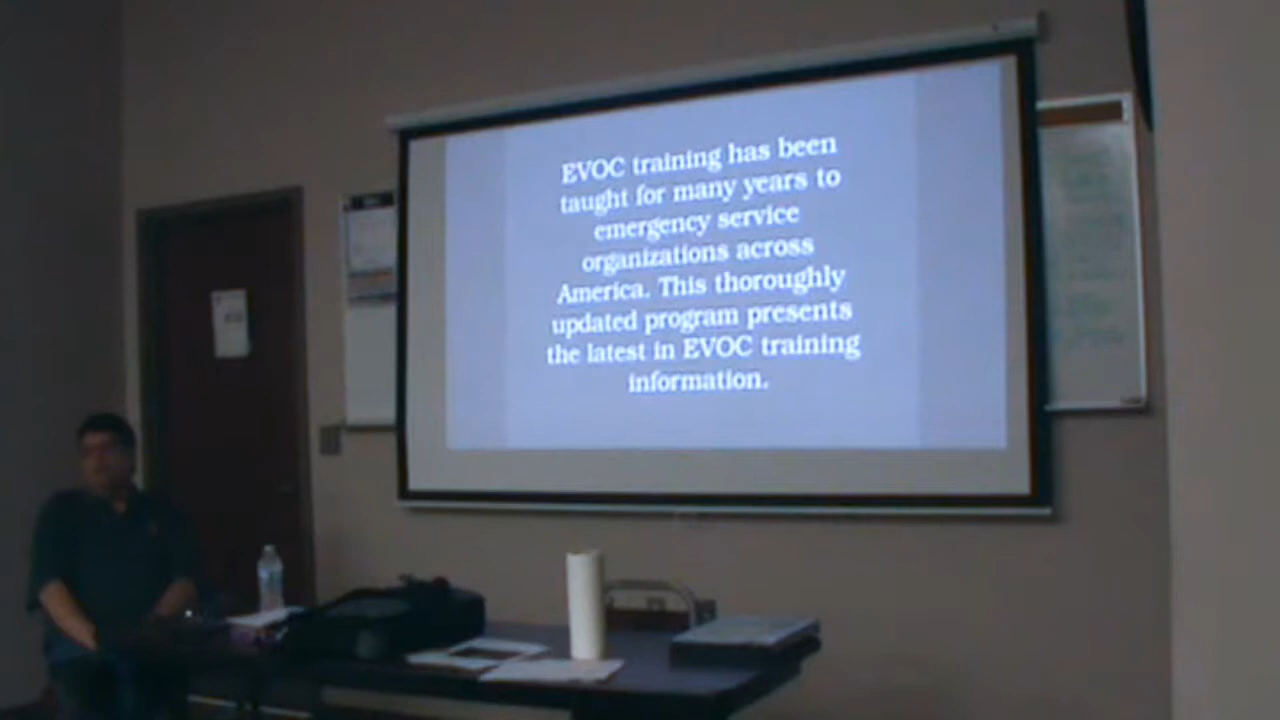 EVOC training has been
taught for many years to
emergency service
organizations across
America. This thoroughly
updated program presents
the latest in EVOC training
information.